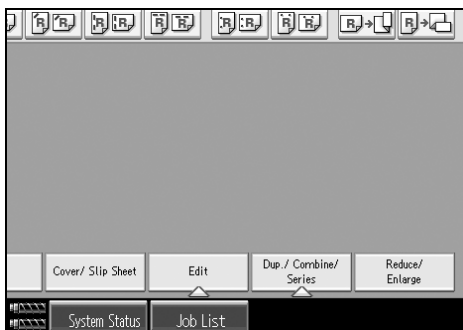 R R R R R R R R R R R R
Cover/ Slip Sheet
Edit
Dup./ Combine/
Series
Reduce/
Enlarge
System Status
Job List